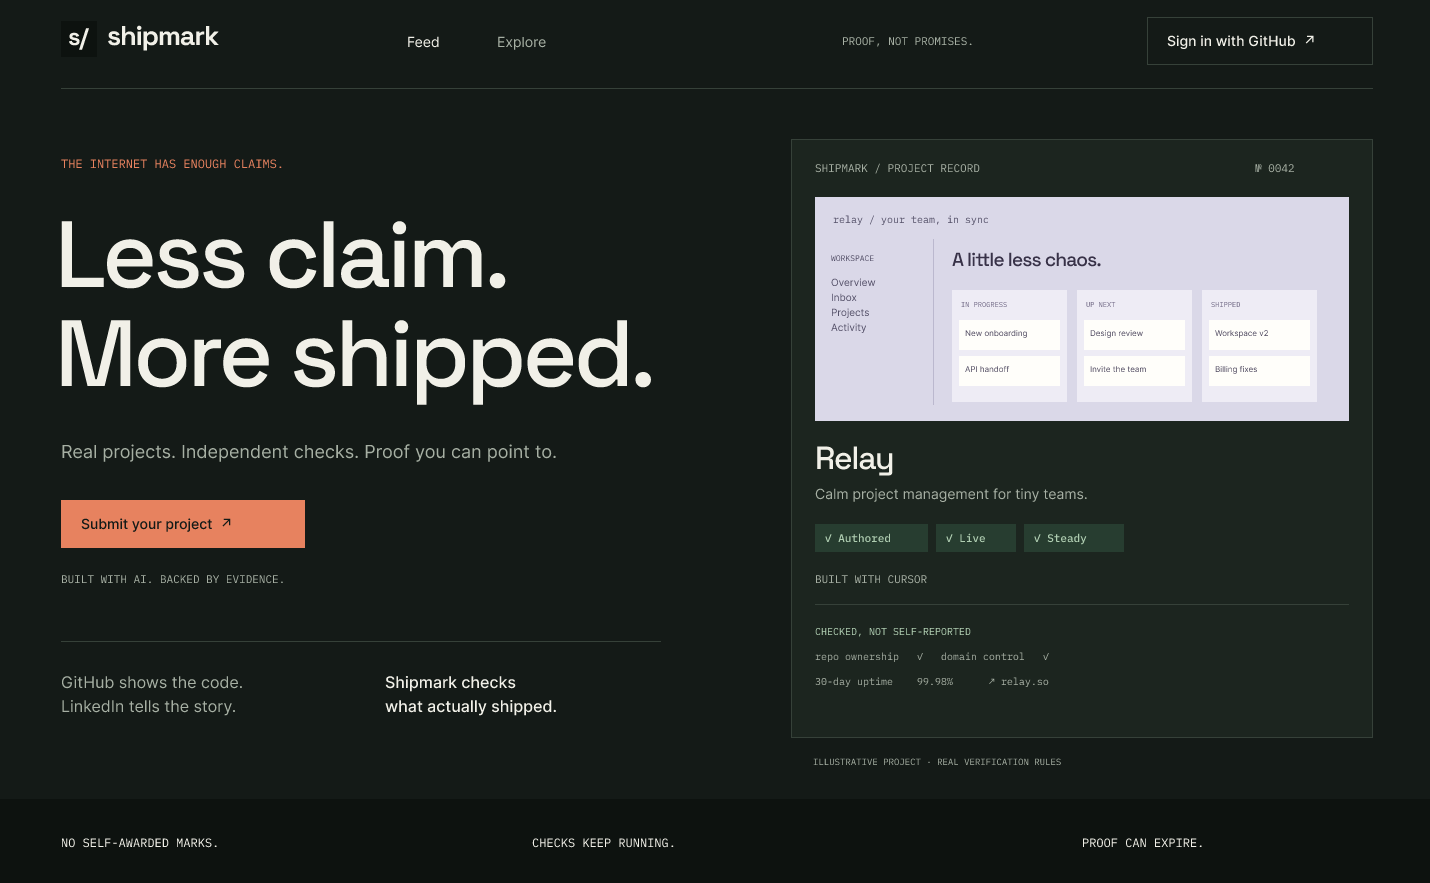 s/ shipmark
Feed
Explore
PROOF, NOT PROMISES.
Sign in with GitHub ↗
THE INTERNET HAS ENOUGH CLAIMS.
Less claim.
More shipped.
Real projects. Independent checks. Proof you can point to.
Submit your project ↗
BUILT WITH AI. BACKED BY EVIDENCE.
GitHub shows the code.
LinkedIn tells the story.
Shipmark checks
what actually shipped.
SHIPMARK / PROJECT RECORD
№ 0042
relay / your team, in sync
WORKSPACE
Overview
Inbox
Projects
Activity
A little less chaos.
IN PROGRESS
New onboarding
API handoff
UP NEXT
Design review
Invite the team
SHIPPED
Workspace v2
Billing fixes
Relay
Calm project management for tiny teams.
✓ Authored
✓ Live
✓ Steady
BUILT WITH CURSOR
CHECKED, NOT SELF-REPORTED
repo ownership ✓ domain control ✓
30-day uptime 99.98% ↗ relay.so
ILLUSTRATIVE PROJECT · REAL VERIFICATION RULES
NO SELF-AWARDED MARKS.
CHECKS KEEP RUNNING.
PROOF CAN EXPIRE.